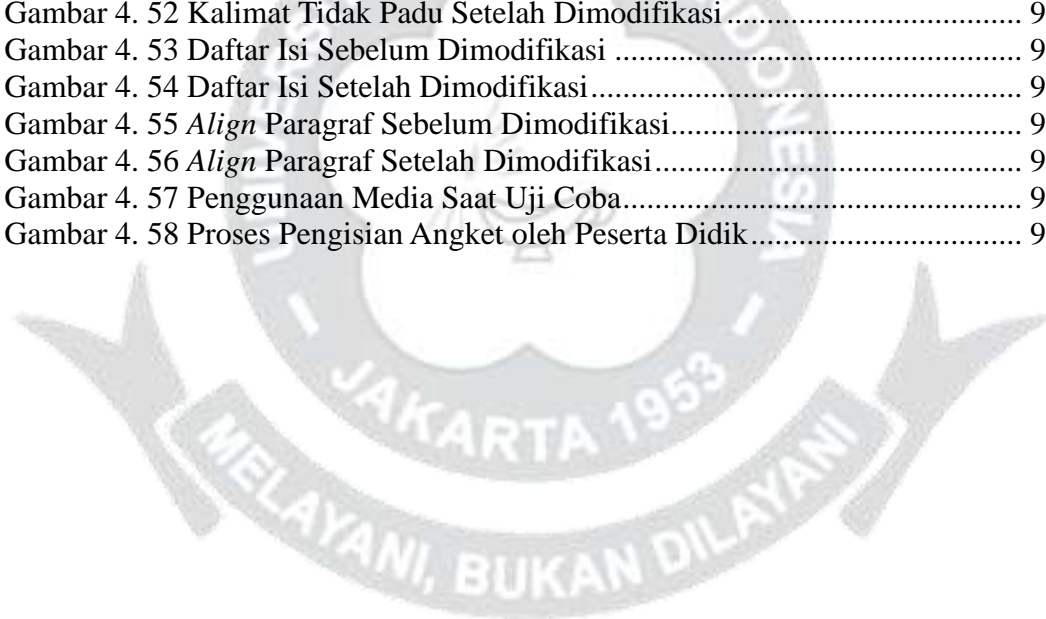 Gambar 4. 52 Kalimat Tidak Padu Setelah Dimodifikasi.................................... 9
Gambar 4. 53 Daftar Isi Sebelum Dimodifikasi .................................................. 9
Gambar 4. 54 Daftar Isi Setelah Dimodifikasi..................................................... 9
Gambar 4. 55 Align Paragraf Sebelum Dimodifikasi........................................... 9
Gambar 4. 56 Align Paragraf Setelah Dimodifikasi............................................. 9
Gambar 4. 57 Penggunaan Media Saat Uji Coba................................................. 9
Gambar 4. 58 Proses Pengisian Angket oleh Peserta Didik................................. 9
JAKARTA 1953
MELAYANI, BUKAN DILAYANI